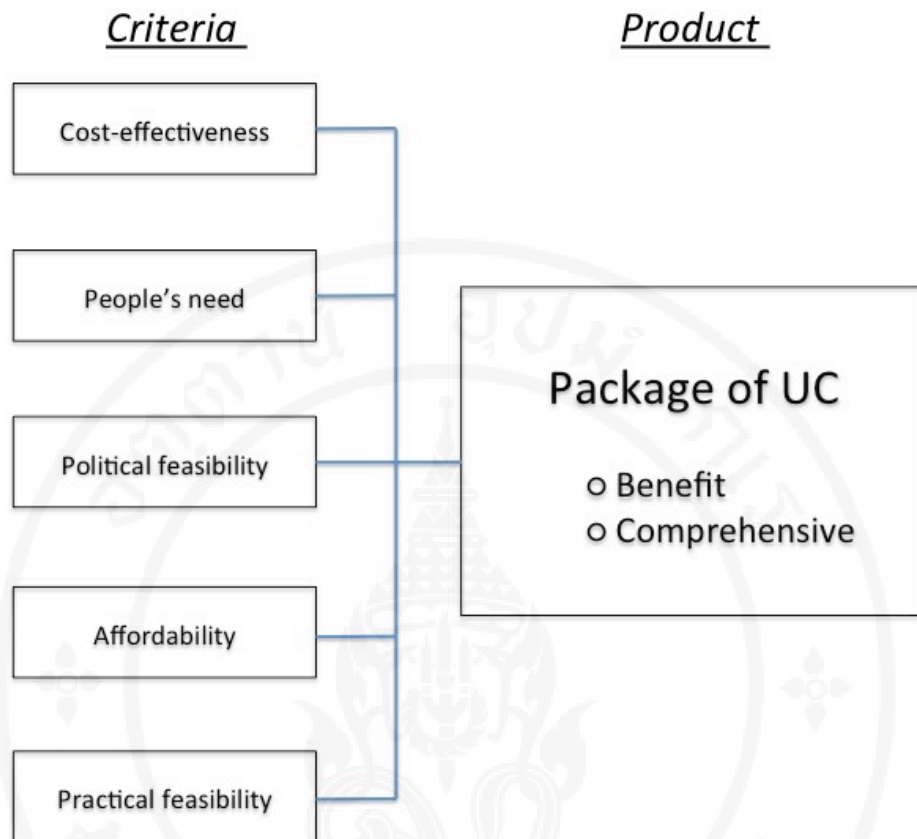 Criteria
Product
Cost-effectiveness
People's need
Political feasibility
Affordability
Practical feasibility
Package of UC
Benefit
Comprehensive